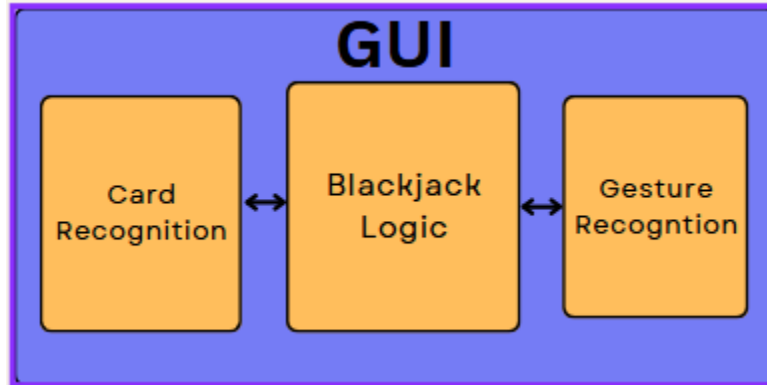 GUI
Card
Recognition
Blackjack
Logic
Gesture
Recogntion